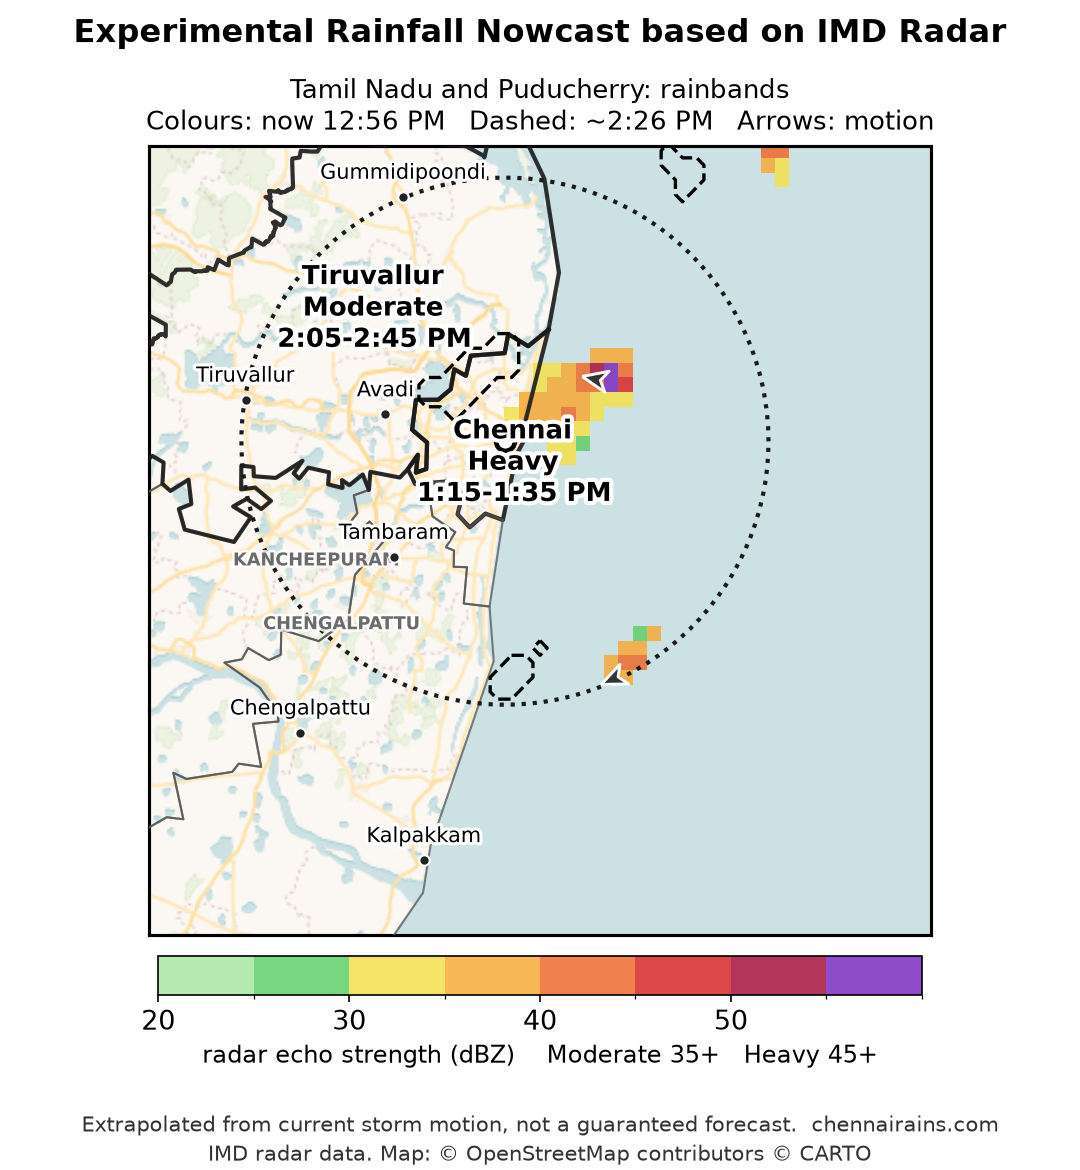 Experimental Rainfall Nowcast based on IMD Radar
Tamil Nadu and Puducherry: rainbands
Colours: now 12:56 PM   Dashed: ~2:26 PM   Arrows: motion
Gummidipoondi
Tiruvallur
Moderate
2:05-2:45 PM
Tiruvallur
Avadi
Chennai
Heavy
1:15-1:35 PM
Tambaram
KANCHEEPURAM
CHENGALPATTU
Chengalpattu
Kalpakkam
20 30 40 50
radar echo strength (dBZ)   Moderate 35+   Heavy 45+
Extrapolated from current storm motion, not a guaranteed forecast.  chennairains.com
IMD radar data. Map: © OpenStreetMap contributors © CARTO